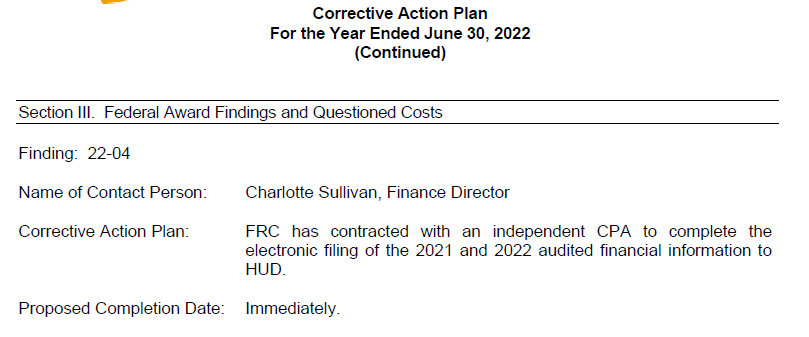 Corrective Action Plan
For the Year Ended June 30, 2022
(Continued)
Section III. Federal Award Findings and Questioned Costs
Finding: 22-04
Name of Contact Person: Charlotte Sullivan, Finance Director
Corrective Action Plan: FRC has contracted with an independent CPA to complete the
electronic filing of the 2021 and 2022 audited financial information to
HUD.
Proposed Completion Date: Immediately.